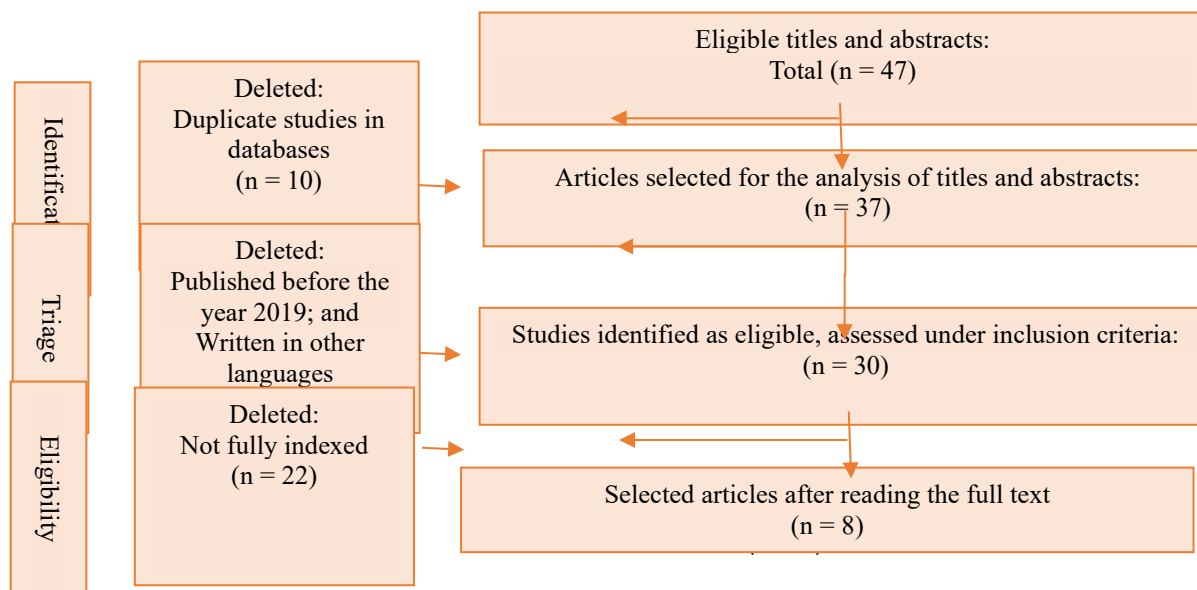 Eligible titles and abstracts:
Total (n = 47)
Deleted:
Duplicate studies in
databases
(n = 10)
Identificat
Articles selected for the analysis of titles and abstracts:
(n = 37)
Deleted:
Published before the
year 2019; and
Written in other
languages
Triage
Studies identified as eligible, assessed under inclusion criteria:
(n = 30)
Deleted:
Not fully indexed
(n = 22)
Eligibility
Selected articles after reading the full text
(n = 8)